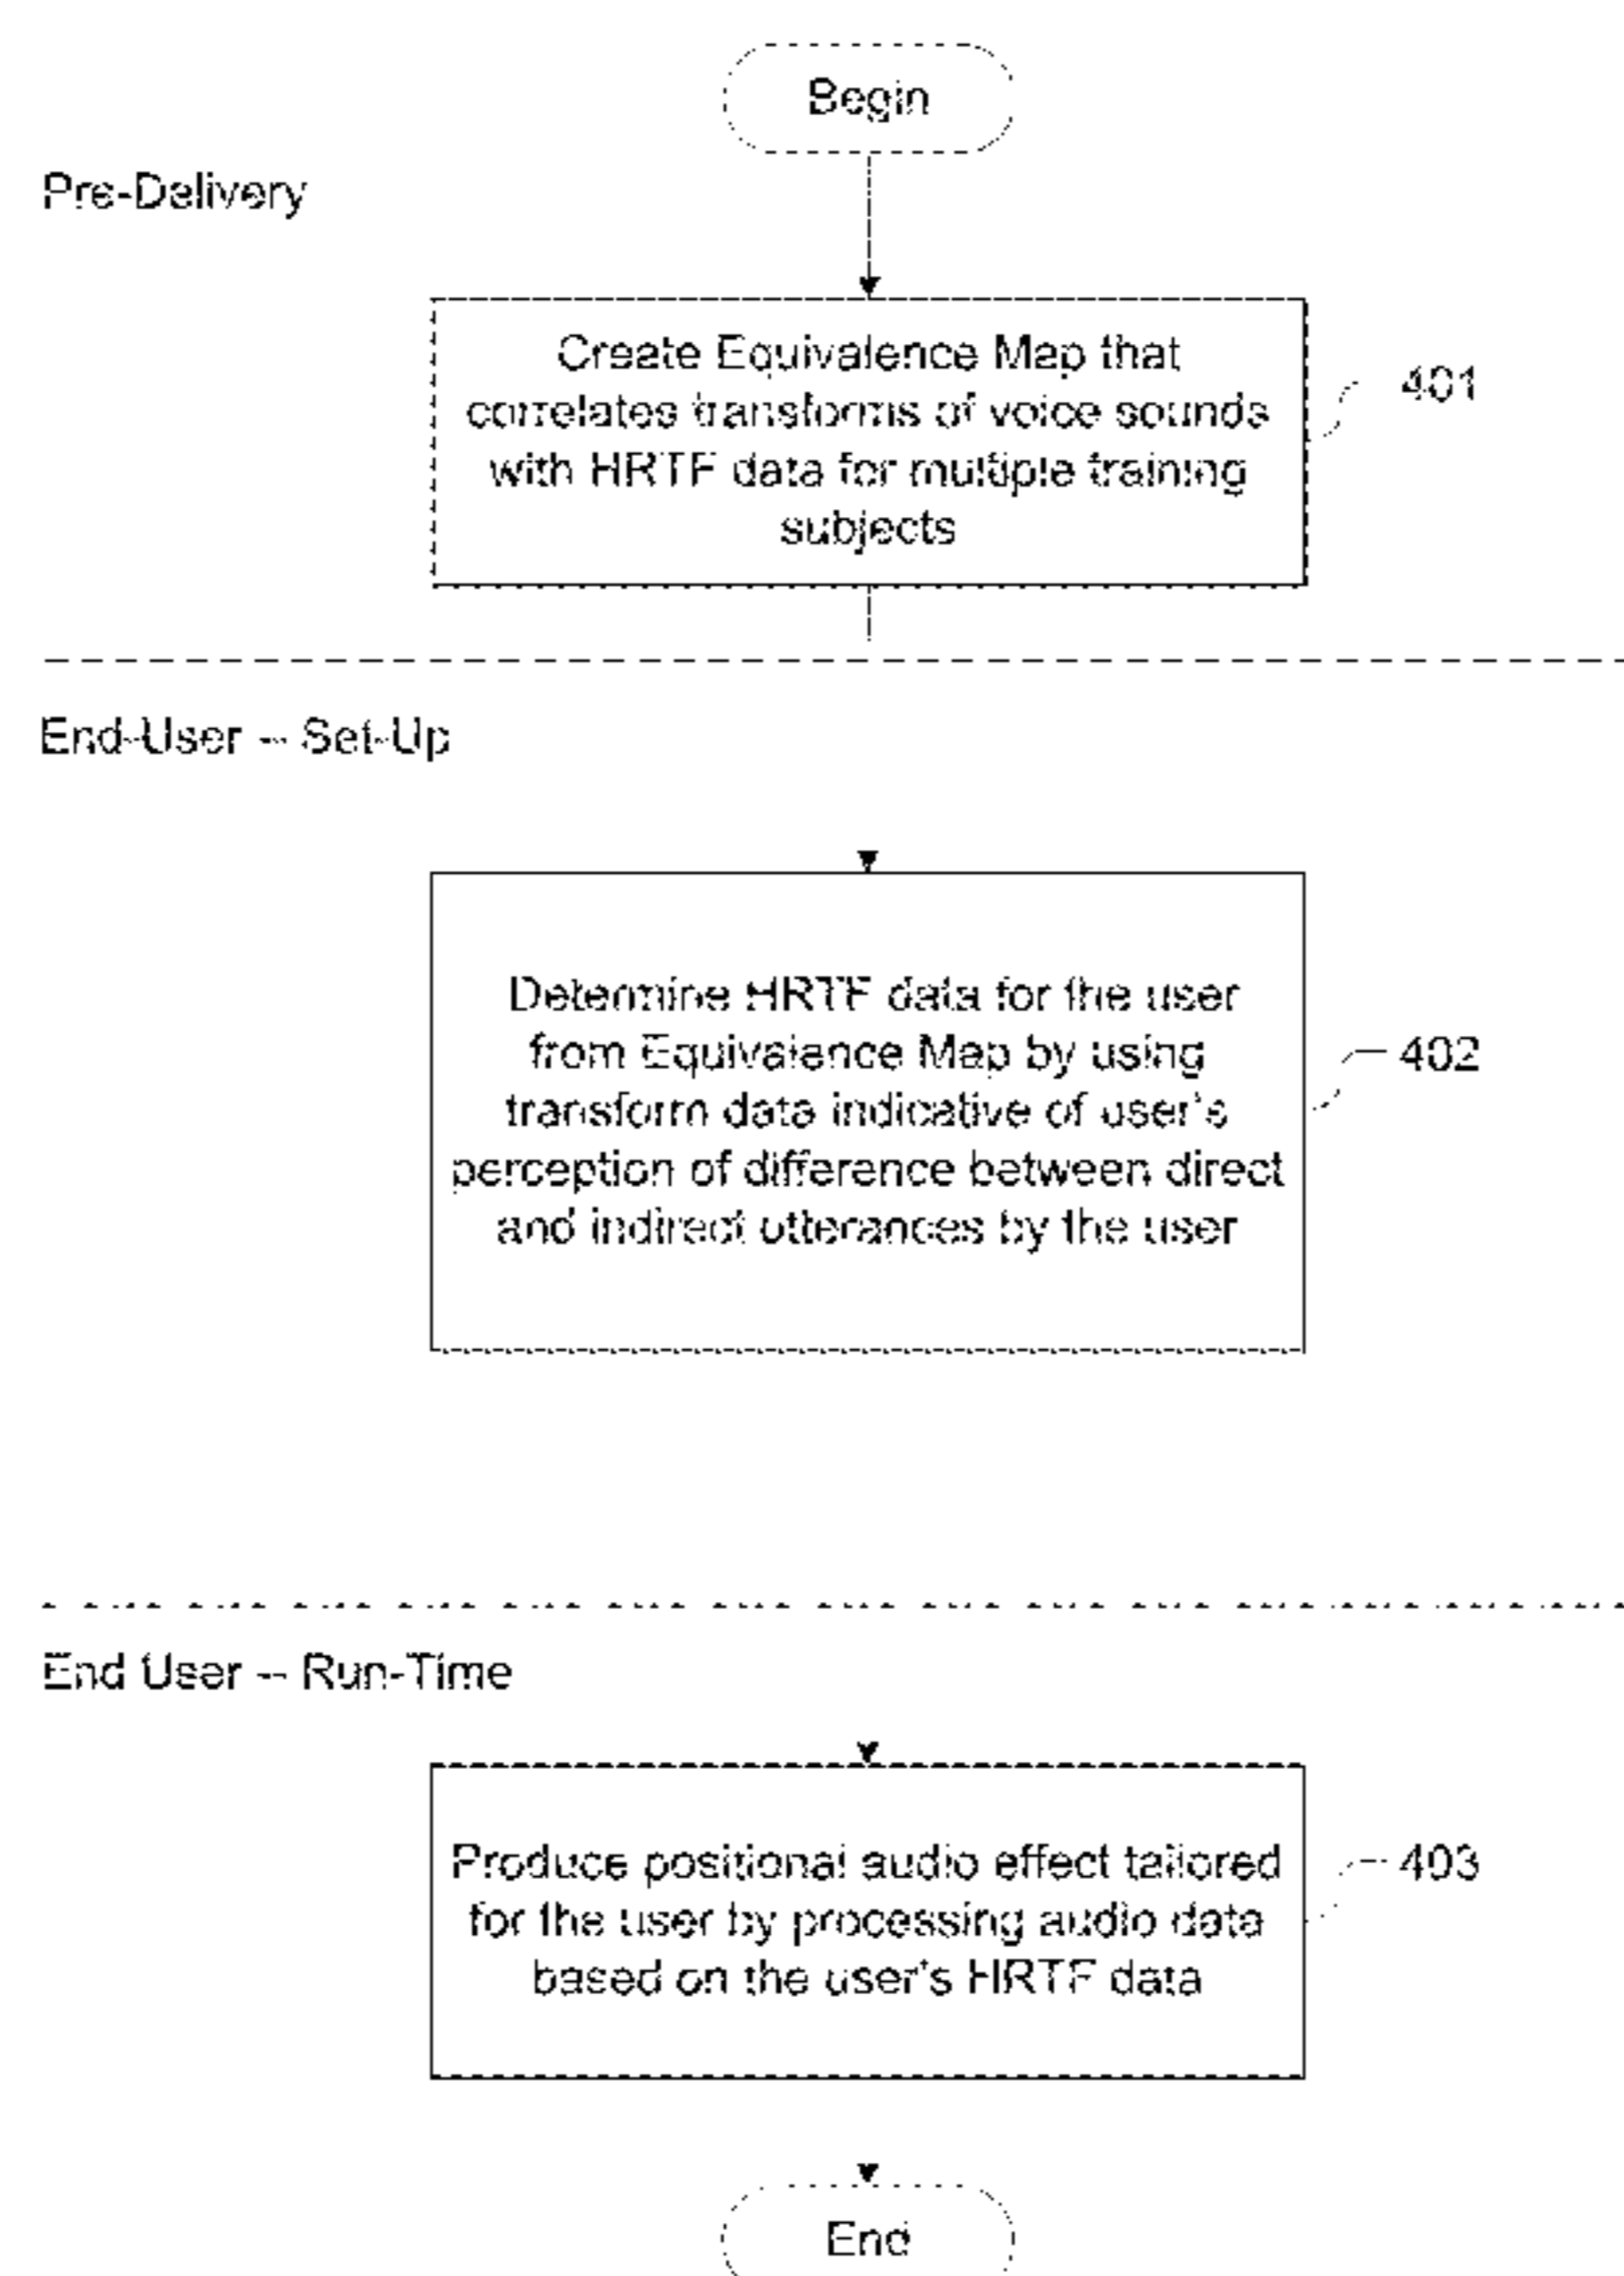 Begin
Pre-Delivery
Create Equivalence Map that
correlates transforms of voice sounds
with HRTF data for multiple training
subjects
401
End-User -- Set-Up
Determine HRTF data for the user
from Equivalence Map by using
transform data indicative of user's
perception of difference between direct
and indirect utterances by the user
402
End User -- Run-Time
Produce positional audio effect tailored
for the user by processing audio data
based on the user's HRTF data
403
End